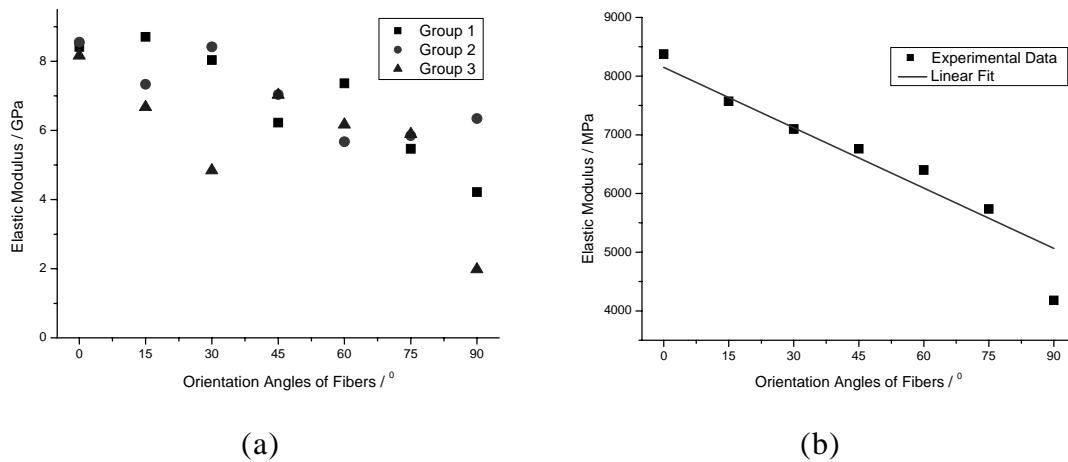 Group 1
Group 2
Group 3
8
6
4
2
0
Elastic Modulus / GPa
0 15 30 45 60 75 90
Orientation Angles of Fibers / 0
(a)
Experimental Data
Linear Fit
9000
8000
7000
6000
5000
4000
Elastic Modulus / MPa
0 15 30 45 60 75 90
Orientation Angles of Fibers / 0
(b)